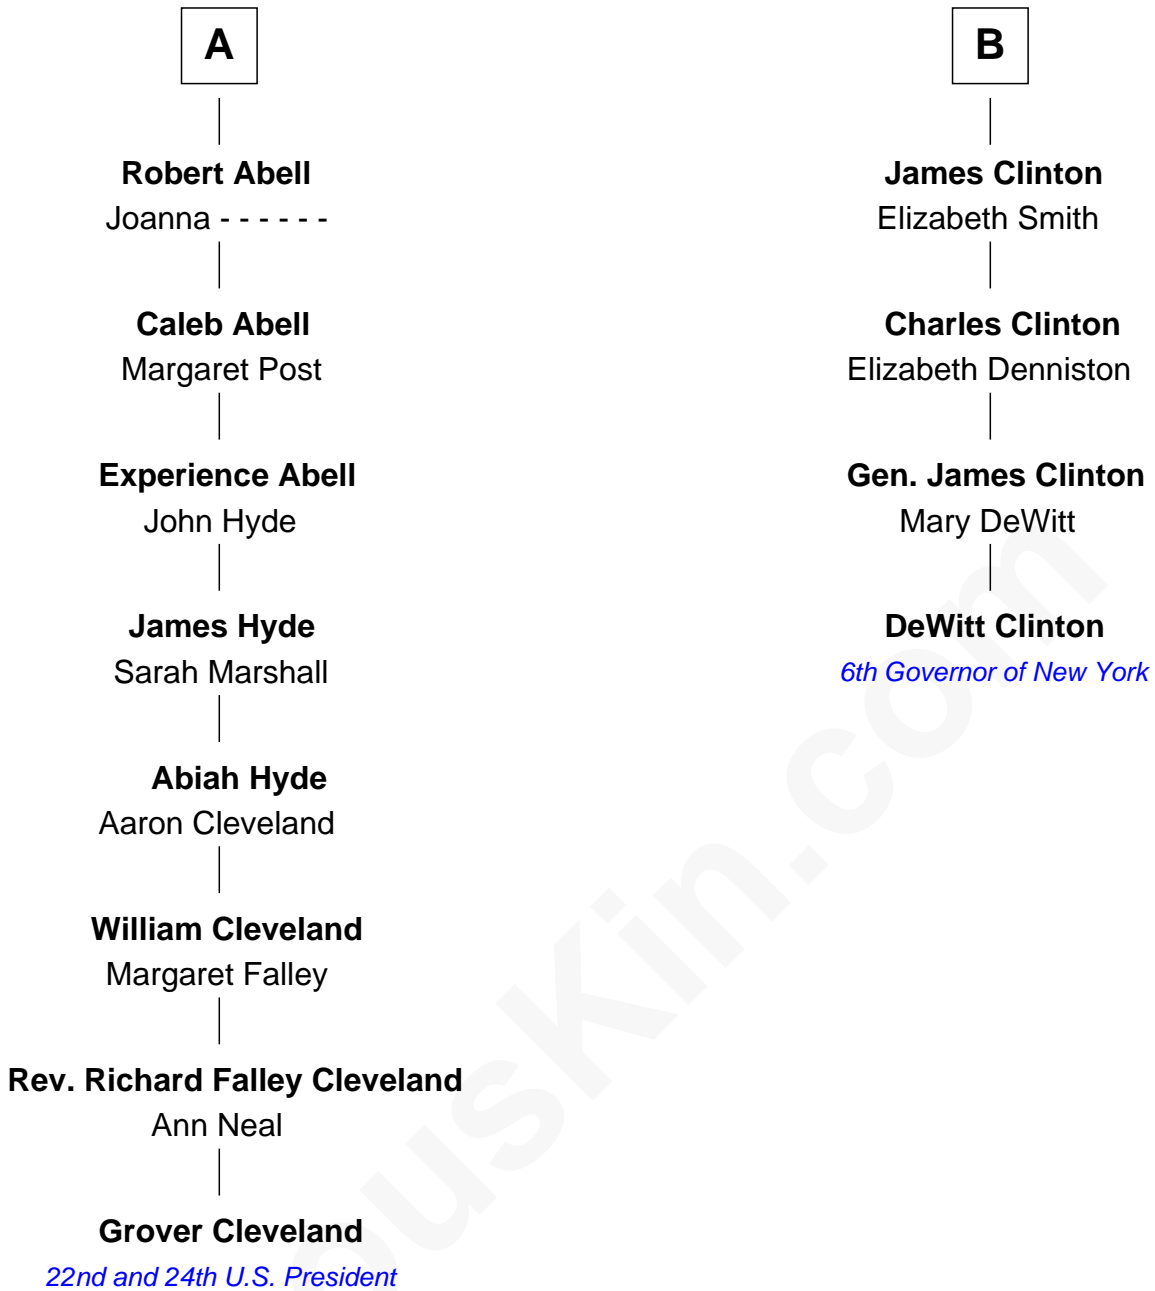 A
Robert Abell
Joanna - - - - - -
Caleb Abell
Margaret Post
Experience Abell
John Hyde
James Hyde
Sarah Marshall
Abiah Hyde
Aaron Cleveland
William Cleveland
Margaret Falley
Rev. Richard Falley Cleveland
Ann Neal
Grover Cleveland
22nd and 24th U.S. President
B
James Clinton
Elizabeth Smith
Charles Clinton
Elizabeth Denniston
Gen. James Clinton
Mary DeWitt
DeWitt Clinton
6th Governor of New York
ousKin.com